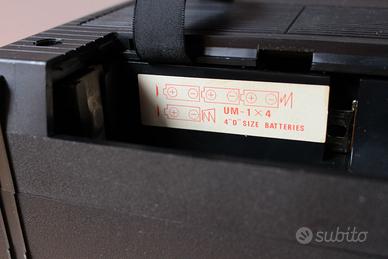 UM-1×4
4"D"SIZE BATTERIES
subito